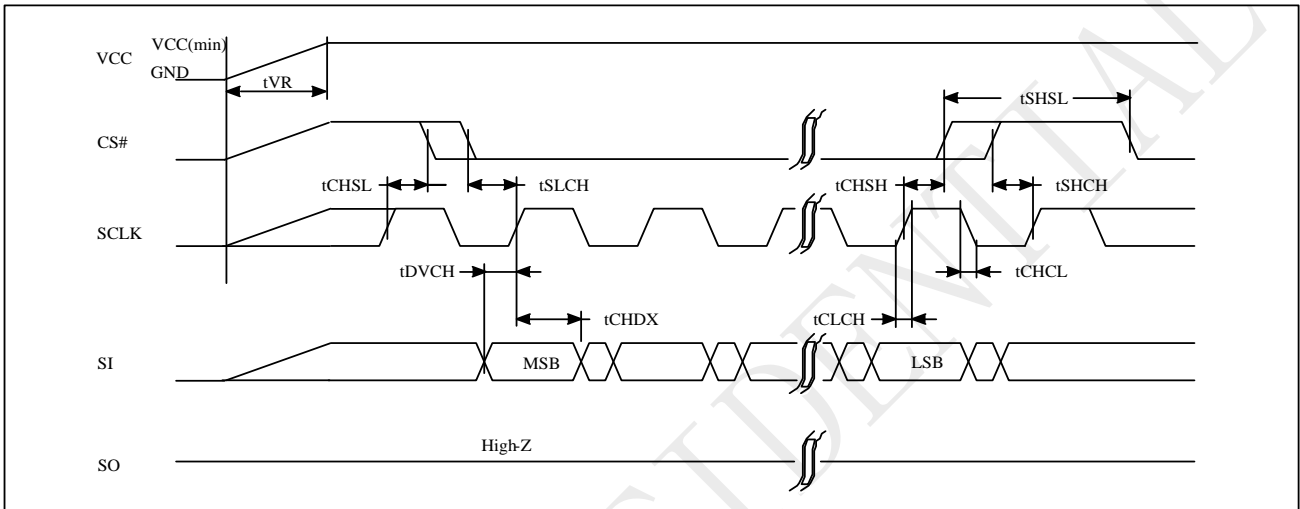 VCC
VCC(min)
GND
tVR
tSHSL
CS#
tCHSL
tSLCH
tCHSH
tSHCH
SCLK
tDVCH
tCHCL
tCHDX
tCLCH
SI
MSB
LSB
High-Z
SO
IDENTIAL